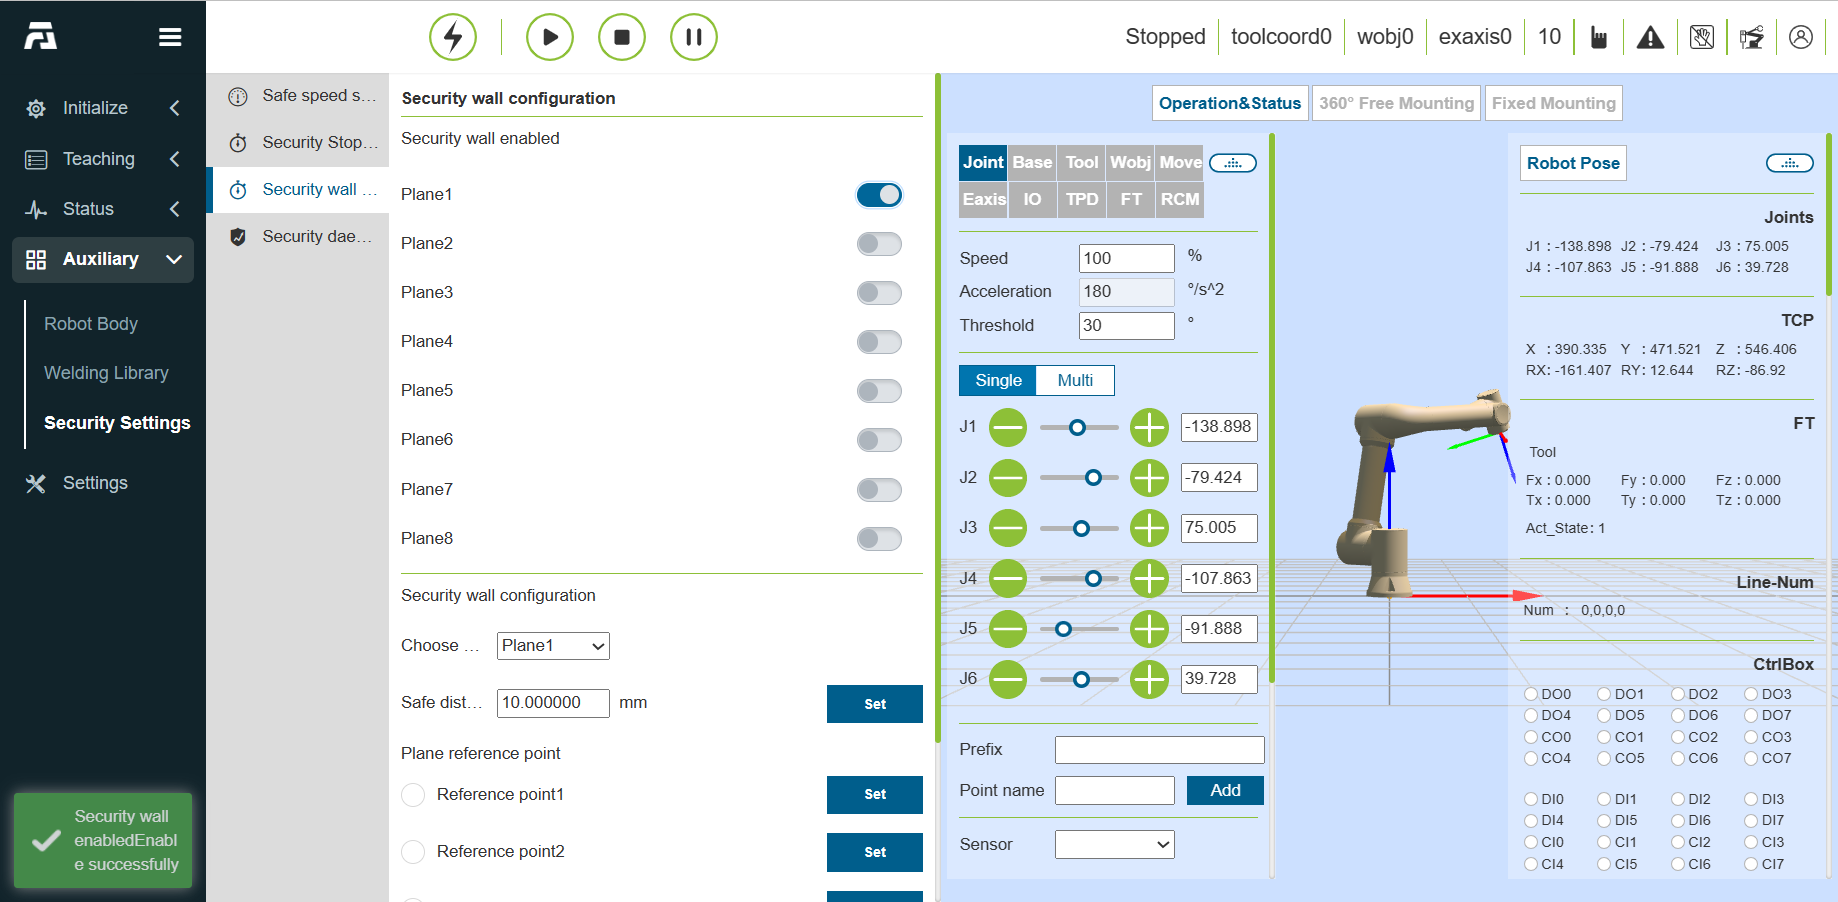 Stopped
toolcoord0
wobj0
exaxis0
10
Initialize
Teaching
Status
Auxiliary
Robot Body
Welding Library
Security Settings
Settings
Security wall
enabledEnabl
e successfully
Safe speed s...
Security Stop...
Security wall ...
Security dae...
Security wall configuration
Security wall enabled
Plane1
Plane2
Plane3
Plane4
Plane5
Plane6
Plane7
Plane8
Security wall configuration
Choose ... Plane1
Safe dist... 10.000000 mm Set
Plane reference point
Reference point1 Set
Reference point2 Set
Operation&Status 360° Free Mounting Fixed Mounting
Joint Base Tool Wobj Move
Eaxis IO TPD FT RCM
Speed 100 %
Acceleration 180 °/s^2
Threshold 30 °
Single Multi
J1 -138.898
J2 -79.424
J3 75.005
J4 -107.863
J5 -91.888
J6 39.728
Prefix
Point name Add
Sensor
Robot Pose
Joints
J1 : -138.898 J2 : -79.424 J3 : 75.005
J4 : -107.863 J5 : -91.888 J6 : 39.728
TCP
X : 390.335 Y : 471.521 Z : 546.406
RX: -161.407 RY: 12.644 RZ: -86.92
FT
Tool
Fx : 0.000 Fy : 0.000 Fz : 0.000
Tx : 0.000 Ty : 0.000 Tz : 0.000
Act_State: 1
Line-Num
Num : 0,0,0,0
CtrlBox
DO0 DO1 DO2 DO3
DO4 DO5 DO6 DO7
CO0 CO1 CO2 CO3
CO4 CO5 CO6 CO7
DI0 DI1 DI2 DI3
DI4 DI5 DI6 DI7
CI0 CI1 CI2 CI3
CI4 CI5 CI6 CI7